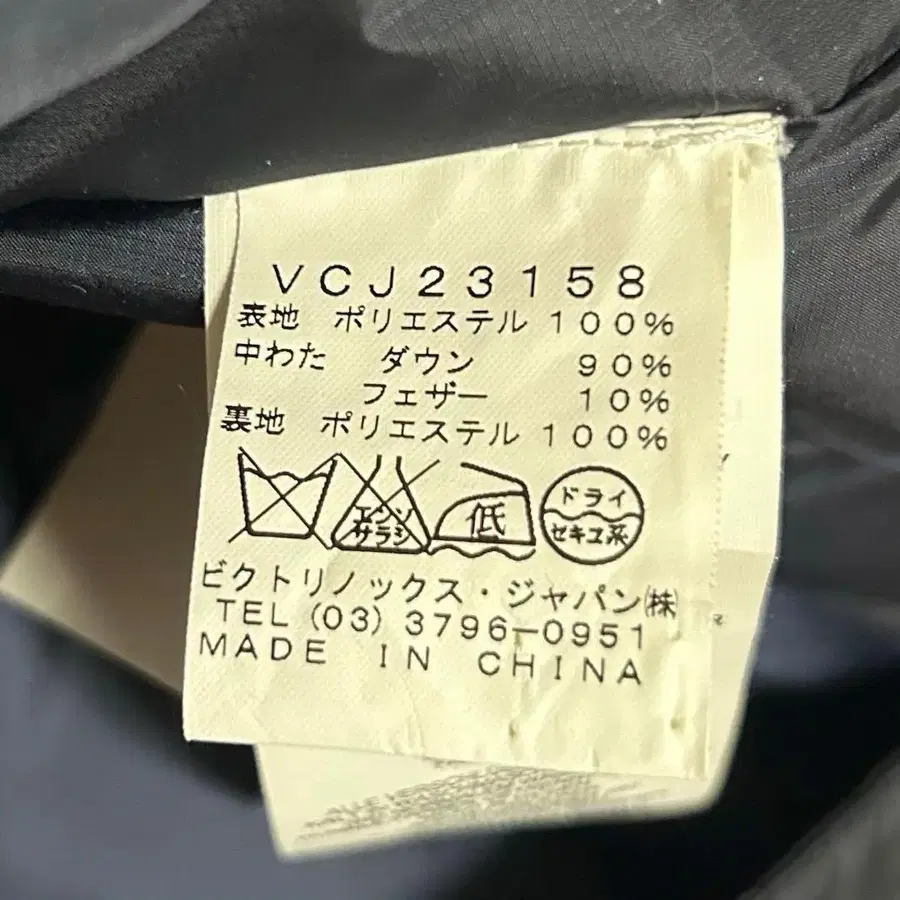 VCJ23158
表地 ポリエステル 100%
中わた ダウン 90%
フェザー 10%
裏地 ポリエステル 100%
エンソサラシ
低
ドライ
セキユ系
ビクトリノックス・ジャパン㈱
TEL (03) 3796-0951
MADE IN CHINA